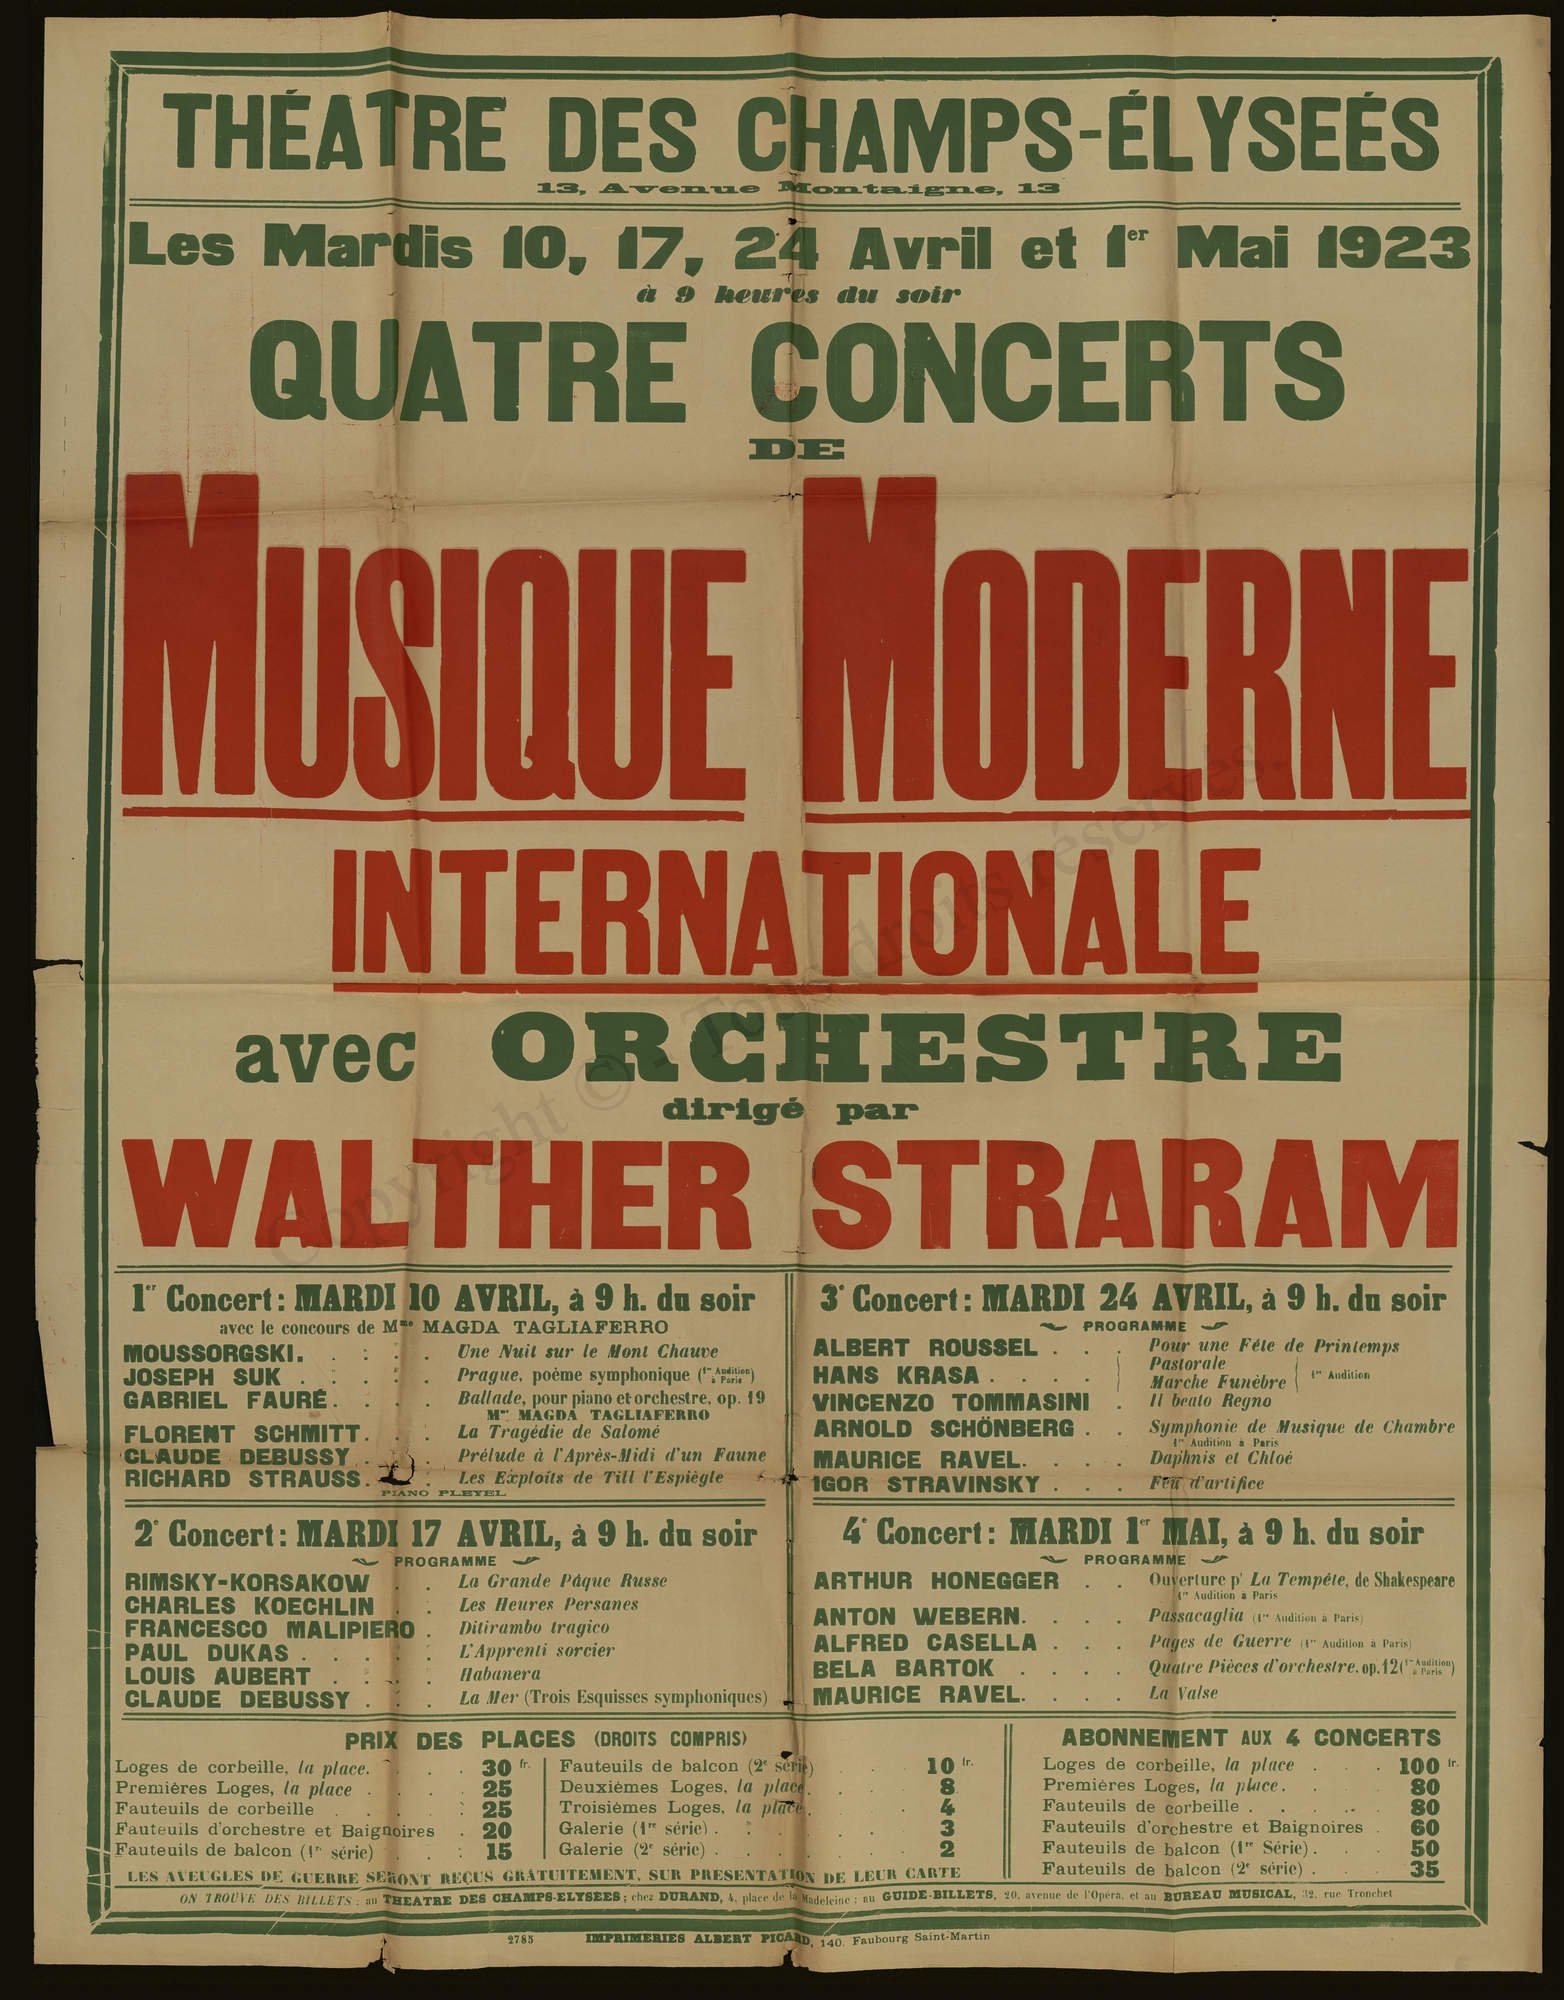 THÉATRE DES CHAMPS-ÉLYSEÉS
13, Avenue Montaigne, 13
Les Mardis 10, 17, 24 Avril et 1er Mai 1923
à 9 heures du soir
QUATRE CONCERTS
DE
MUSIQUE MODERNE
INTERNATIONALE
avec ORCHESTRE
dirigé par
WALTHER STRARAM
1er Concert : MARDI 10 AVRIL, à 9 h. du soir
avec le concours de Mme MAGDA TAGLIAFERRO
MOUSSORGSKI. . . . . Une Nuit sur le Mont Chauve
JOSEPH SUK . . . . . Prague, poème symphonique (1re Audition à Paris)
GABRIEL FAURÉ. . . . Ballade, pour piano et orchestre, op. 19
Mme MAGDA TAGLIAFERRO
FLORENT SCHMITT. . . La Tragédie de Salomé
CLAUDE DEBUSSY . . . Prélude à l'Après-Midi d'un Faune
RICHARD STRAUSS. . . Les Exploits de Till l'Espiègle
PIANO PLEYEL
2e Concert : MARDI 17 AVRIL, à 9 h. du soir
PROGRAMME
RIMSKY-KORSAKOW . . La Grande Pâque Russe
CHARLES KOECHLIN . . Les Heures Persanes
FRANCESCO MALIPIERO . Ditirambo tragico
PAUL DUKAS . . . . . L'Apprenti sorcier
LOUIS AUBERT . . . . Habanera
CLAUDE DEBUSSY . . . La Mer (Trois Esquisses symphoniques)
3e Concert : MARDI 24 AVRIL, à 9 h. du soir
PROGRAMME
ALBERT ROUSSEL . . . Pour une Fête de Printemps
HANS KRASA . . . . Pastorale
Marche Funèbre 1re Audition
VINCENZO TOMMASINI . Il beato Regno
ARNOLD SCHÖNBERG . . Symphonie de Musique de Chambre
1re Audition à Paris
MAURICE RAVEL. . . . Daphnis et Chloé
IGOR STRAVINSKY . . . Feu d'artifice
4e Concert : MARDI 1er MAI, à 9 h. du soir
PROGRAMME
ARTHUR HONEGGER . . Ouverture pr La Tempête, de Shakespeare
1re Audition à Paris
ANTON WEBERN. . . . Passacaglia (1re Audition à Paris)
ALFRED CASELLA . . . Pages de Guerre (1re Audition à Paris)
BELA BARTOK . . . . Quatre Pièces d'orchestre, op. 12 (1re Audition à Paris)
MAURICE RAVEL. . . . La Valse
PRIX DES PLACES (DROITS COMPRIS)
Loges de corbeille, la place. . . . 30 fr.
Premières Loges, la place . . . . 25
Fauteuils de corbeille . . . . 25
Fauteuils d'orchestre et Baignoires . 20
Fauteuils de balcon (1re série) . . . 15
Fauteuils de balcon (2e série) . . . 10 fr.
Deuxièmes Loges, la place. . . . 8
Troisièmes Loges, la place. . . . 4
Galerie (1re série) . . . . 3
Galerie (2e série) . . . . 2
ABONNEMENT AUX 4 CONCERTS
Loges de corbeille, la place . . . 100 fr.
Premières Loges, la place. . . . 80
Fauteuils de corbeille . . . . 80
Fauteuils d'orchestre et Baignoires . 60
Fauteuils de balcon (1re Série). . . 50
Fauteuils de balcon (2e série) . . . 35
LES AVEUGLES DE GUERRE SERONT REÇUS GRATUITEMENT, SUR PRESENTATION DE LEUR CARTE
ON TROUVE DES BILLETS : au THEATRE DES CHAMPS-ELYSEES ; chez DURAND, 4, place de la Madeleine ; au GUIDE-BILLETS, 20, avenue de l'Opéra, et au BUREAU MUSICAL, 32, rue Tronchet
2785 IMPRIMERIES ALBERT PICARD, 140, Faubourg Saint-Martin
Copyright © - Tous droits réservés.